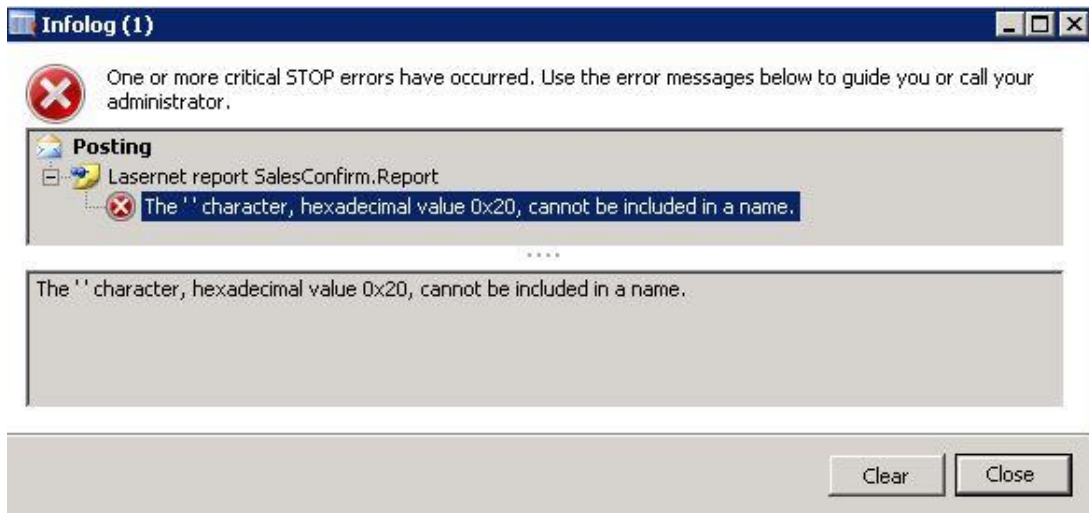 Infolog (1)
One or more critical STOP errors have occurred. Use the error messages below to guide you or call your
administrator.
Posting
Lasernet report SalesConfirm.Report
The ' ' character, hexadecimal value 0x20, cannot be included in a name.
The ' ' character, hexadecimal value 0x20, cannot be included in a name.
Clear Close